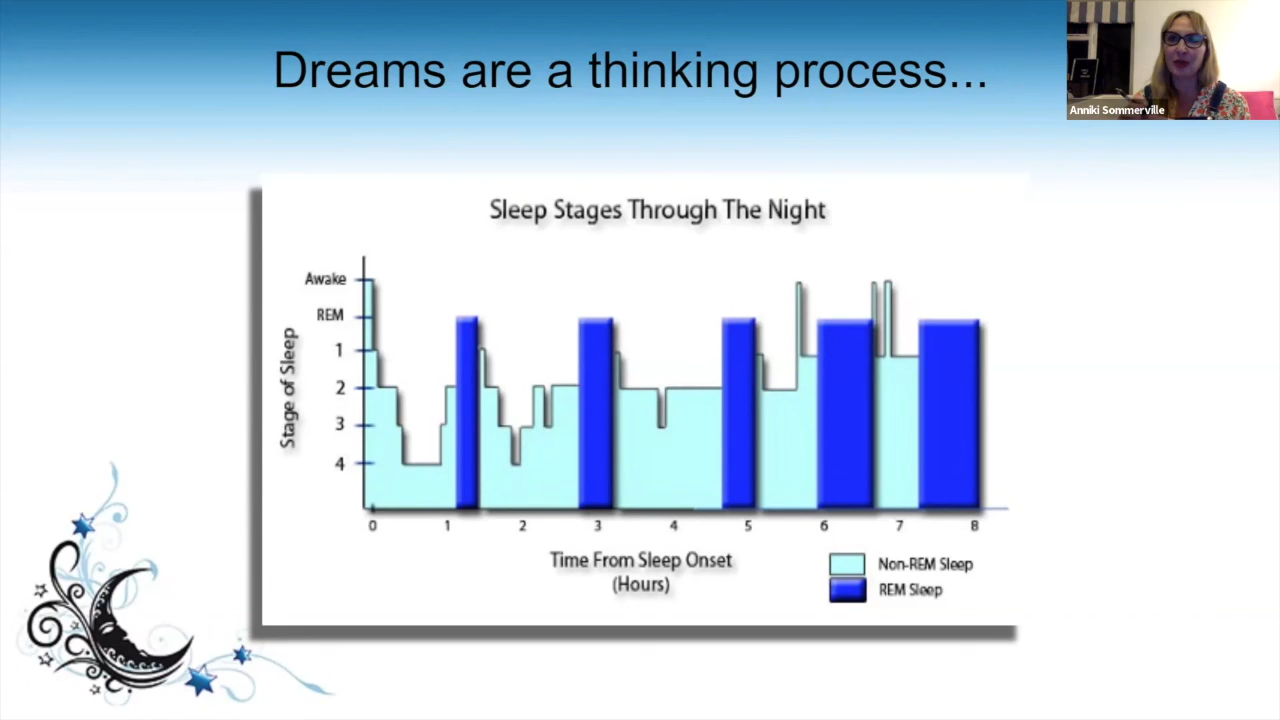 Dreams are a thinking process...
Anniki Sommerville
Sleep Stages Through The Night
Stage of Sleep
Awake
REM
1
2
3
4
0 1 2 3 4 5 6 7 8
Time From Sleep Onset
(Hours)
Non-REM Sleep
REM Sleep